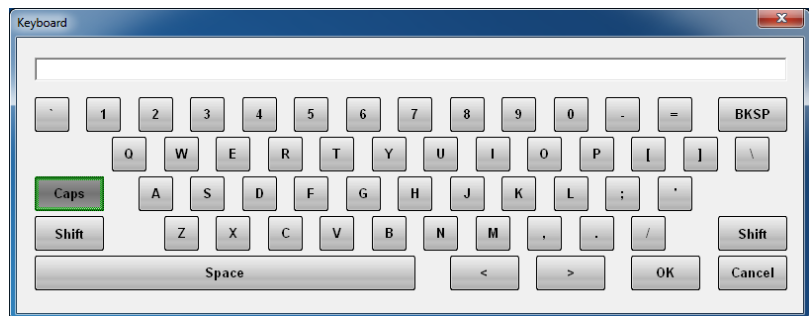 Keyboard
` 1 2 3 4 5 6 7 8 9 0 - = BKSP
Q W E R T Y U I O P [ ] \
Caps A S D F G H J K L ; '
Shift Z X C V B N M , . / Shift
Space < > OK Cancel